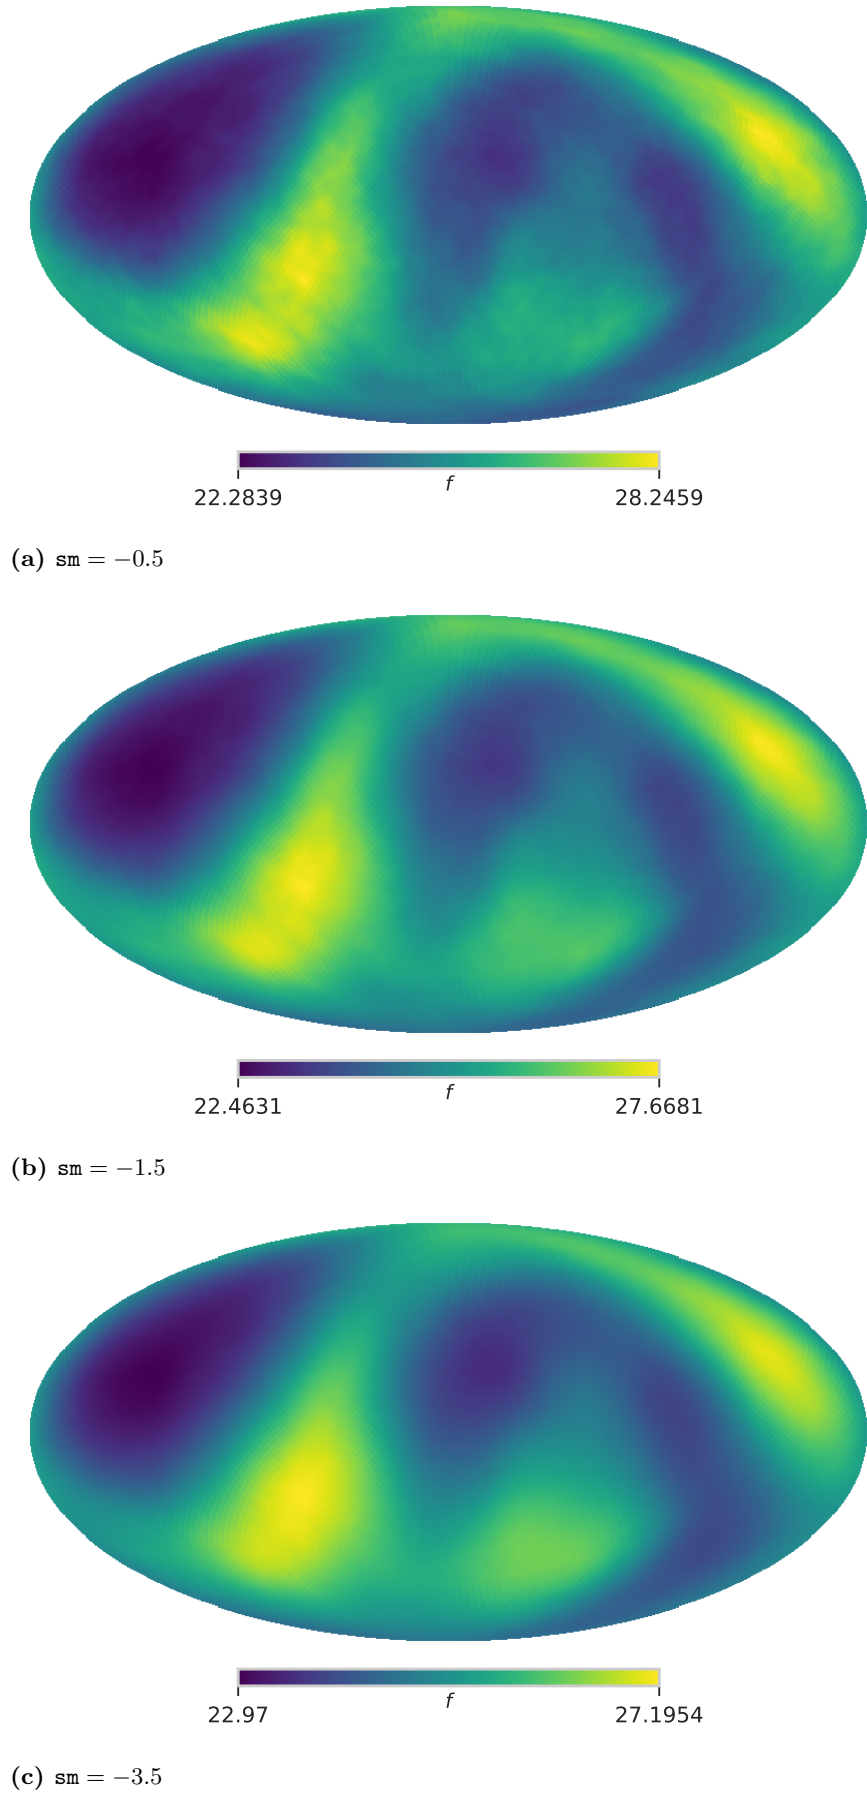 f
22.2839 28.2459
(a) sm = −0.5
f
22.4631 27.6681
(b) sm = −1.5
f
22.97 27.1954
(c) sm = −3.5